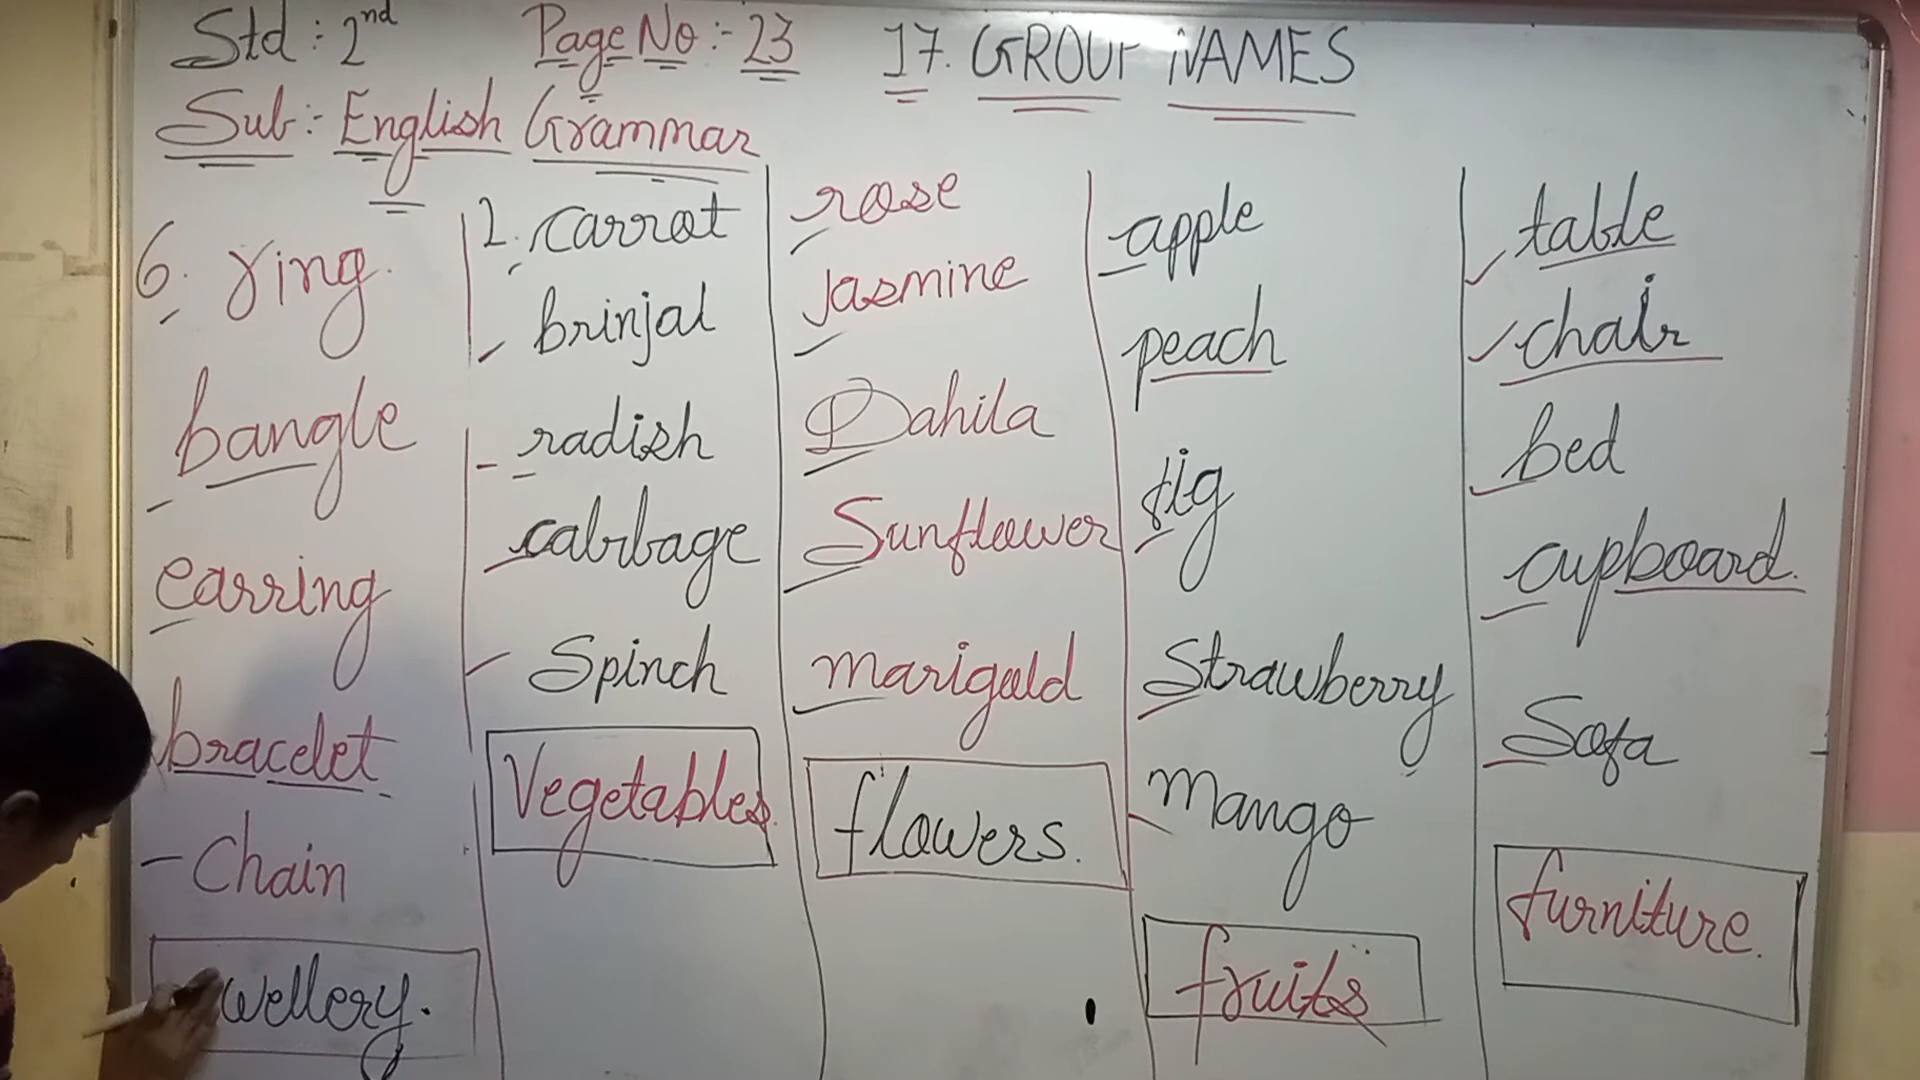 Std : 2nd
Page No :- 23
17. GROUP NAMES
Sub :- English Grammar
6. ring.
bangle
earring
bracelet
- Chain
wellery.
2. carrot
brinjal
radish
cabbage
Spinch
Vegetables.
rose
Jasmine
Dahila
Sunflower
marigold
flowers.
apple
peach
fig
Strawberry
Mango
fruits
table
chair
bed
cupboard.
Sofa
furniture.